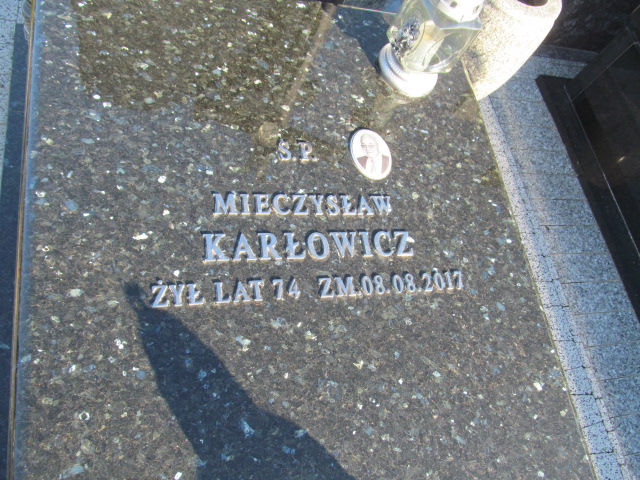 Ś.P.
MIECZYSŁAW
KARŁOWICZ
ŻYŁ LAT 74 ZM.08.08.2017